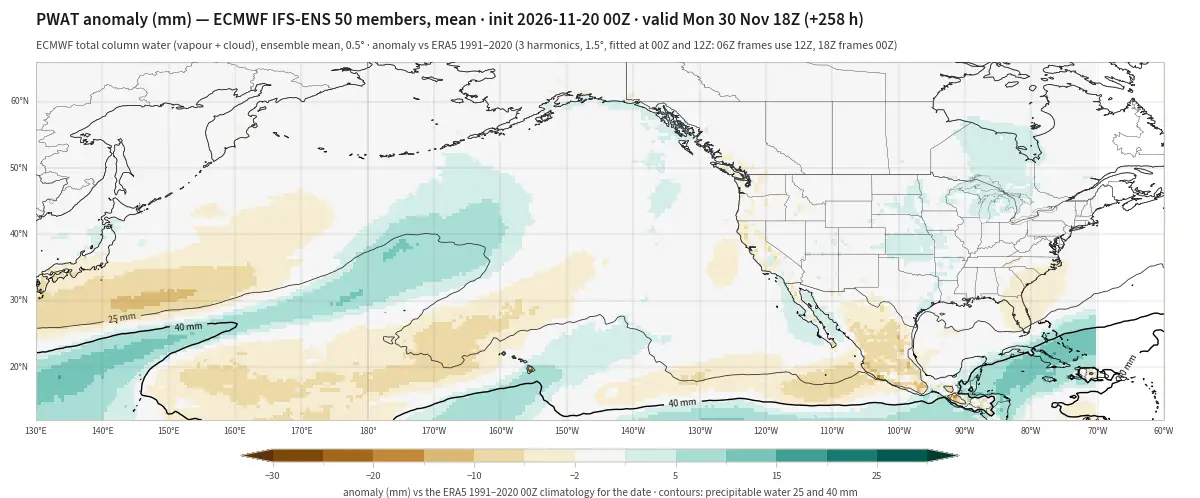 PWAT anomaly (mm) — ECMWF IFS-ENS 50 members, mean · init 2026-11-20 00Z · valid Mon 30 Nov 18Z (+258 h)
ECMWF total column water (vapour + cloud), ensemble mean, 0.5° · anomaly vs ERA5 1991–2020 (3 harmonics, 1.5°, fitted at 00Z and 12Z: 06Z frames use 12Z, 18Z frames 00Z)
60°N
50°N
40°N
30°N
20°N
25 mm
40 mm
40 mm
130°E 140°E 150°E 160°E 170°E 180° 170°W 160°W 150°W 140°W 130°W 120°W 110°W 100°W 90°W 80°W 70°W 60°W
−30 −20 −10 −2 5 15 25
anomaly (mm) vs the ERA5 1991–2020 00Z climatology for the date · contours: precipitable water 25 and 40 mm